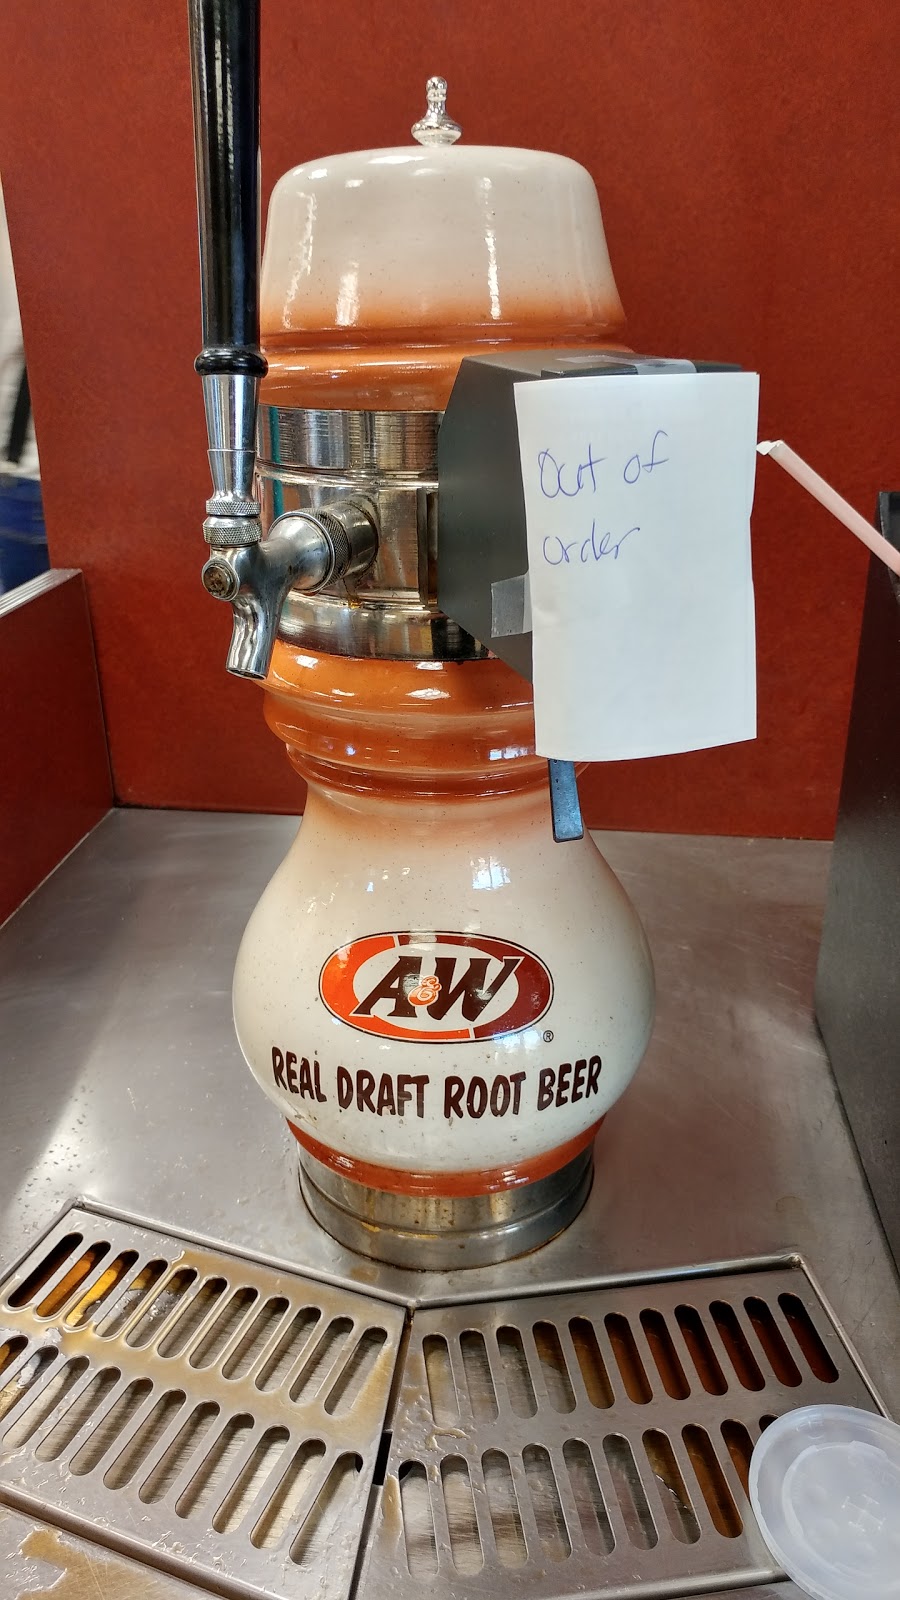 Out of
order
A&W
®
REAL DRAFT ROOT BEER